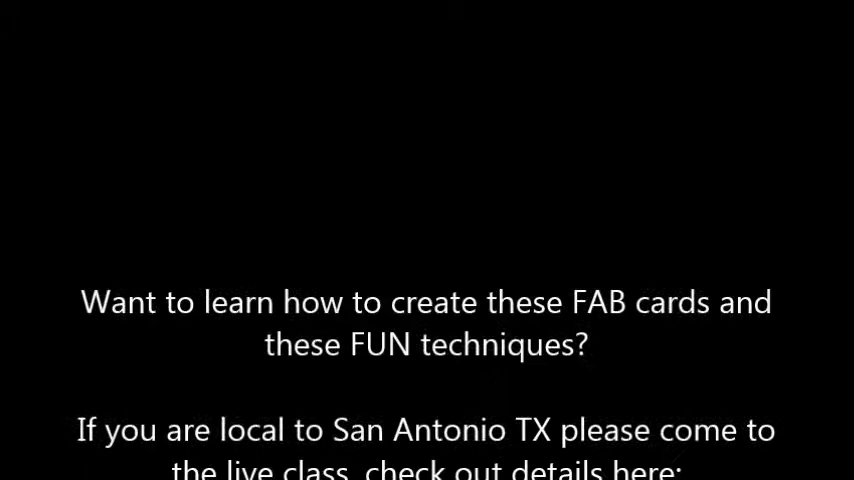 Want to learn how to create these FAB cards and
these FUN techniques?
If you are local to San Antonio TX please come to
the live class, check out details here: